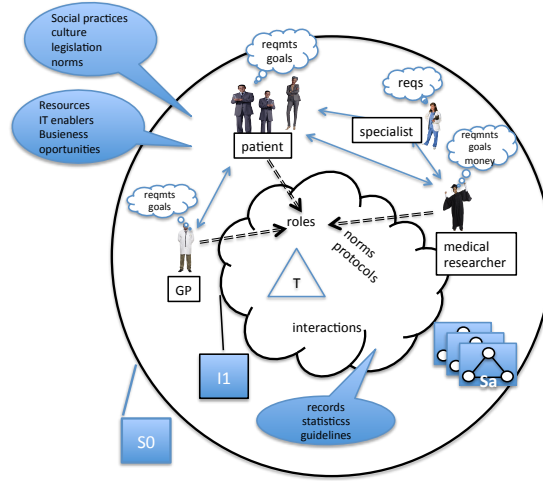 Social practices
culture
legislation
norms
reqmts
goals
reqs
Resources
IT enablers
Busieness
oportunities
patient
specialist
reqmnts
goals
money
reqmts
goals
roles
norms
protocols
medical
researcher
GP
T
interactions
I1
Sa
records
statisticss
guidelines
S0